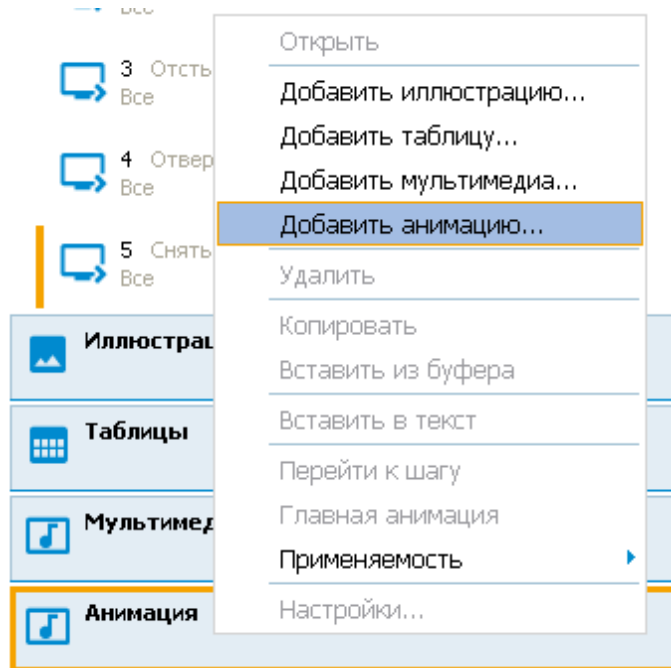 Открыть
3 Отсть
Все
Добавить иллюстрацию...
Добавить таблицу...
4 Отвер
Все
Добавить мультимедиа...
Добавить анимацию...
5 Снять
Все
Удалить
Копировать
Иллюстрац
Вставить из буфера
Вставить в текст
Таблицы
Перейти к шагу
Главная анимация
Мультимед
Применяемость
Настройки...
Анимация